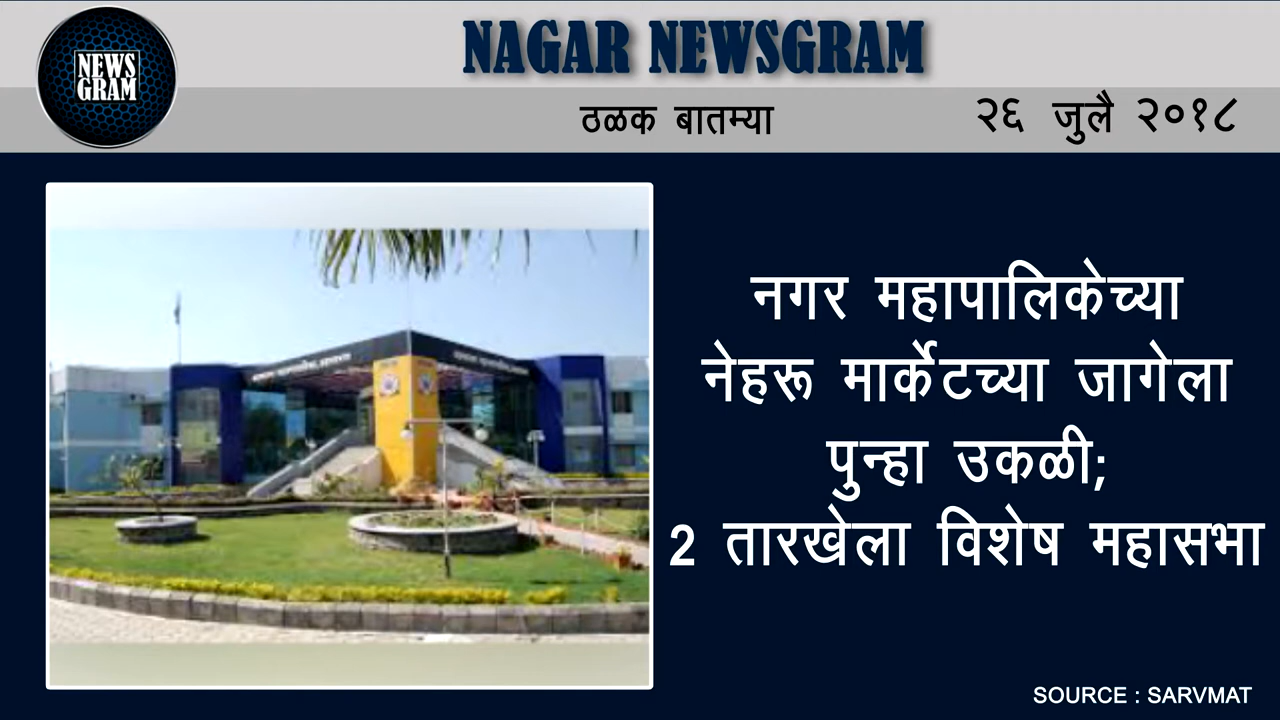 NEWS
GRAM
NAGAR NEWSGRAM
ठळक बातम्या
२६ जुलै २०१८
नगर महापालिकेच्या
नेहरू मार्केटच्या जागेला
पुन्हा उकळी;
2 तारखेला विशेष महासभा
SOURCE : SARVMAT